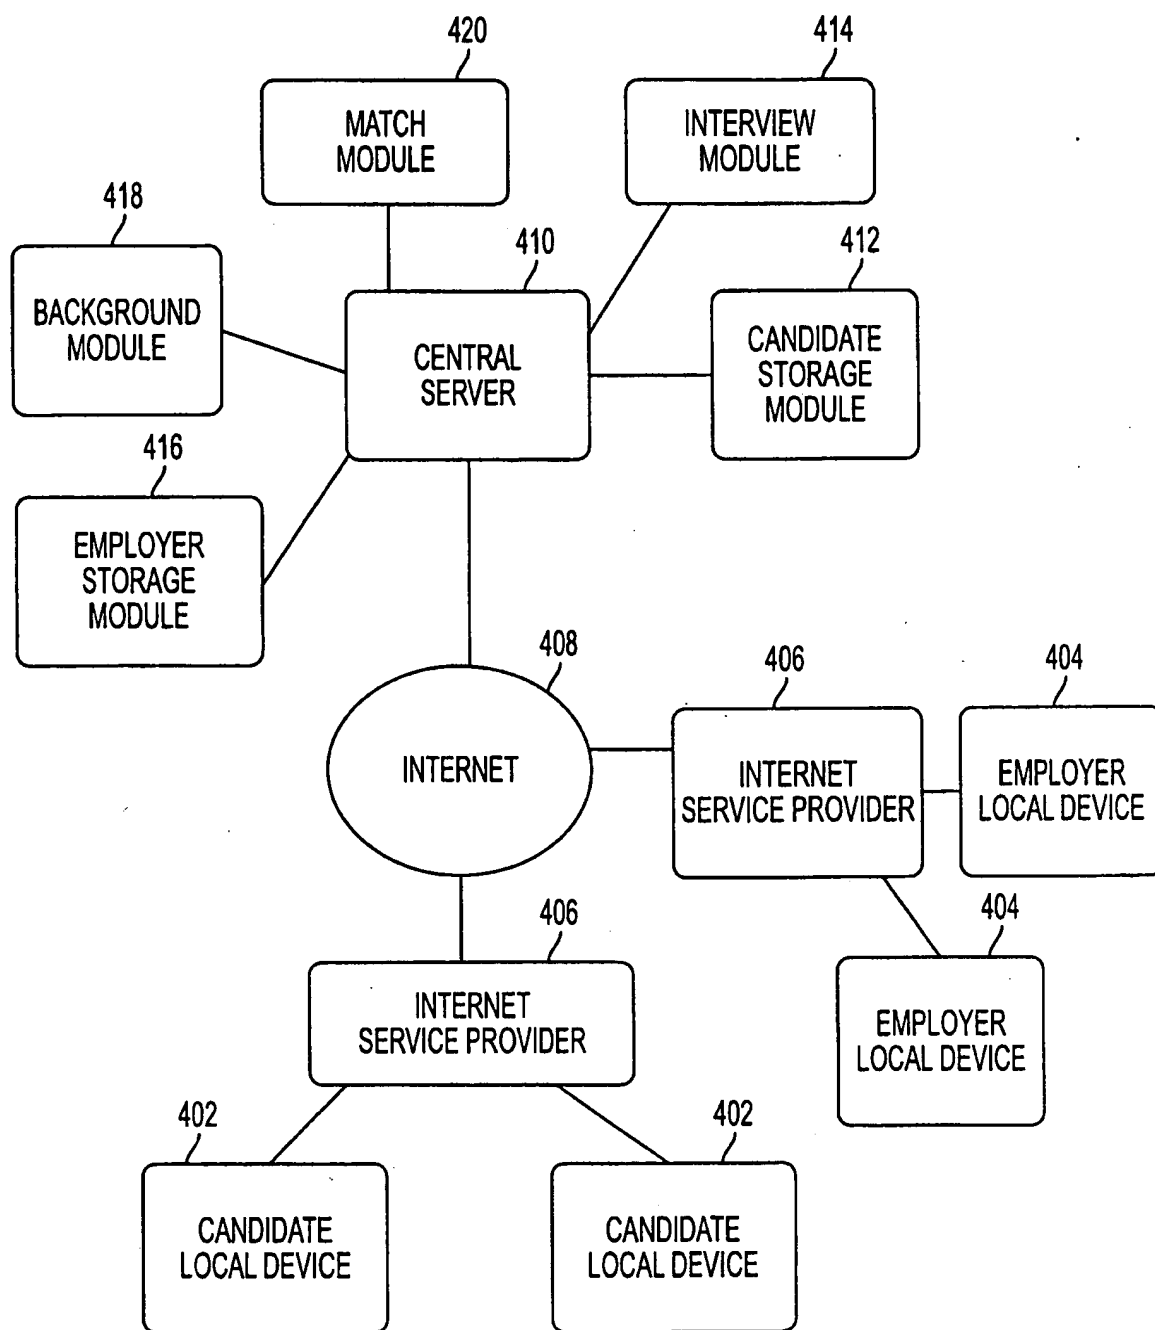 420
MATCH
MODULE
414
INTERVIEW
MODULE
418
BACKGROUND
MODULE
410
CENTRAL
SERVER
412
CANDIDATE
STORAGE
MODULE
416
EMPLOYER
STORAGE
MODULE
408
INTERNET
406
INTERNET
SERVICE PROVIDER
404
EMPLOYER
LOCAL DEVICE
404
EMPLOYER
LOCAL DEVICE
406
INTERNET
SERVICE PROVIDER
402
CANDIDATE
LOCAL DEVICE
402
CANDIDATE
LOCAL DEVICE